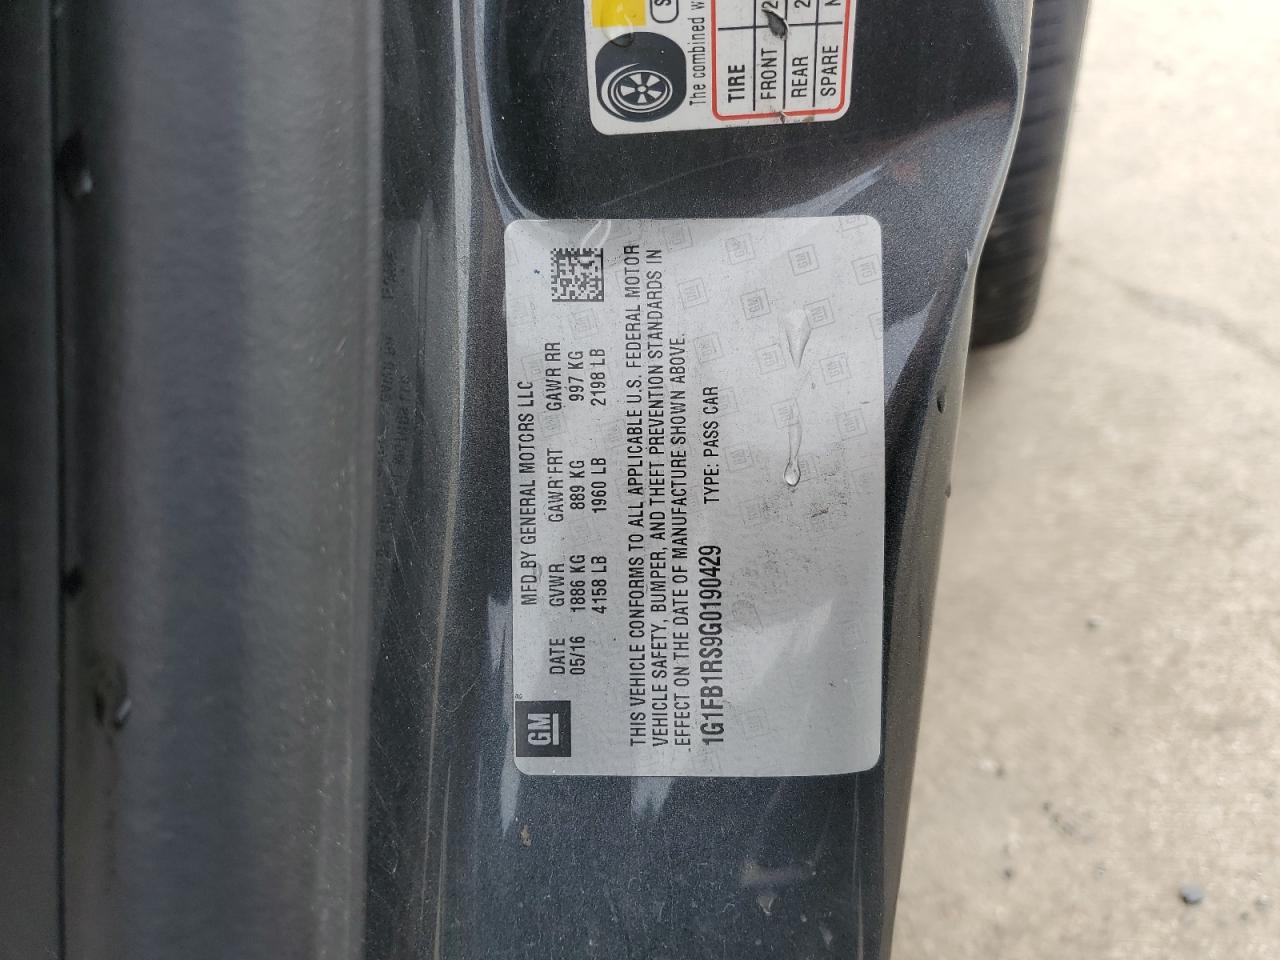 The combined
TIRE
FRONT
REAR
SPARE
MFD BY GENERAL MOTORS LLC
DATE GVWR GAWR FRT GAWR RR
05/16 1886 KG 889 KG 997 KG
4158 LB 1960 LB 2198 LB
THIS VEHICLE CONFORMS TO ALL APPLICABLE U.S. FEDERAL MOTOR
VEHICLE SAFETY, BUMPER, AND THEFT PREVENTION STANDARDS IN
EFFECT ON THE DATE OF MANUFACTURE SHOWN ABOVE.
1G1FB1RS9G0190429 TYPE: PASS CAR
GM